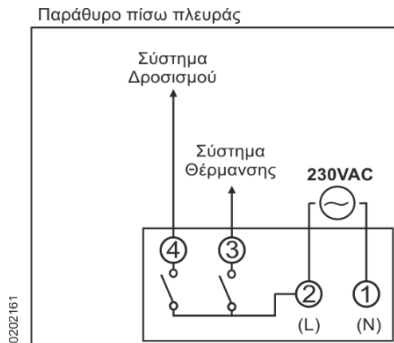 Παράθυρο πίσω πλευράς
Σύστημα
Δροσισμού
Σύστημα
Θέρμανσης
230VAC
4
3
2
1
(L)
(N)
0202161